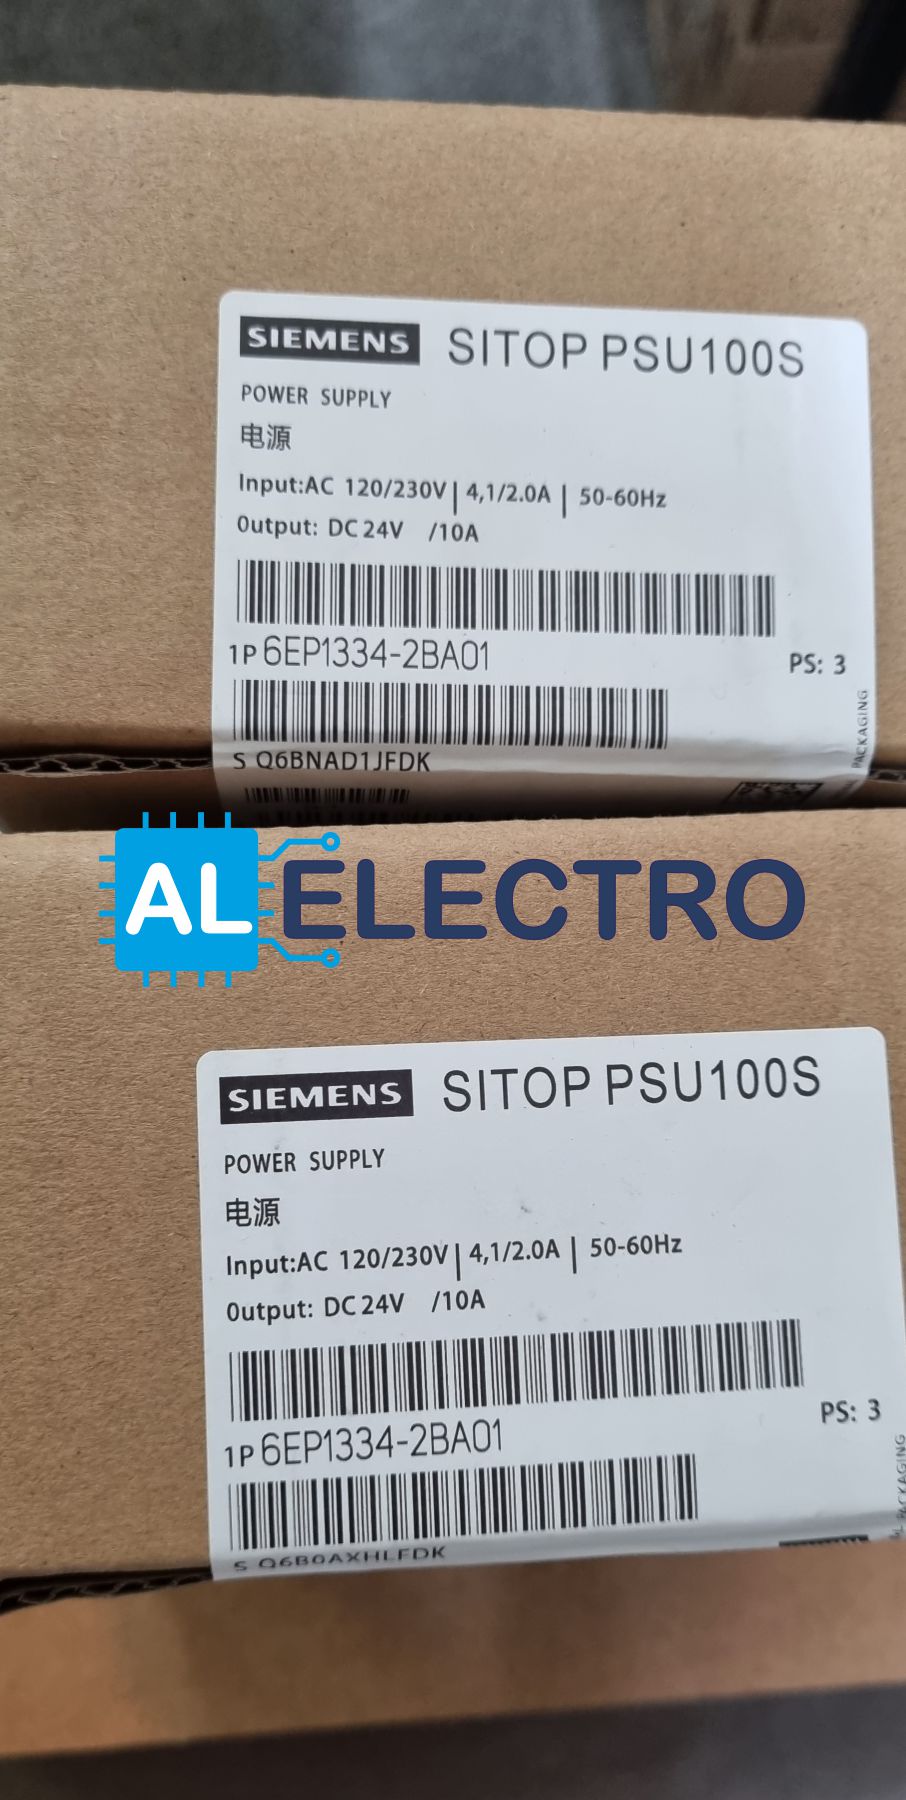 SIEMENS SITOP PSU100S
POWER SUPPLY
电源
Input:AC 120/230V | 4,1/2.0A | 50-60Hz
Output: DC 24V /10A
1P 6EP1334-2BA01
PS: 3
PACKAGING
S Q6BNAD1JFDK
AL ELECTRO
SIEMENS SITOP PSU100S
POWER SUPPLY
电源
Input:AC 120/230V | 4,1/2.0A | 50-60Hz
Output: DC 24V /10A
PS: 3
1P 6EP1334-2BA01
PACKAGING
S Q6B0AXHLFDK